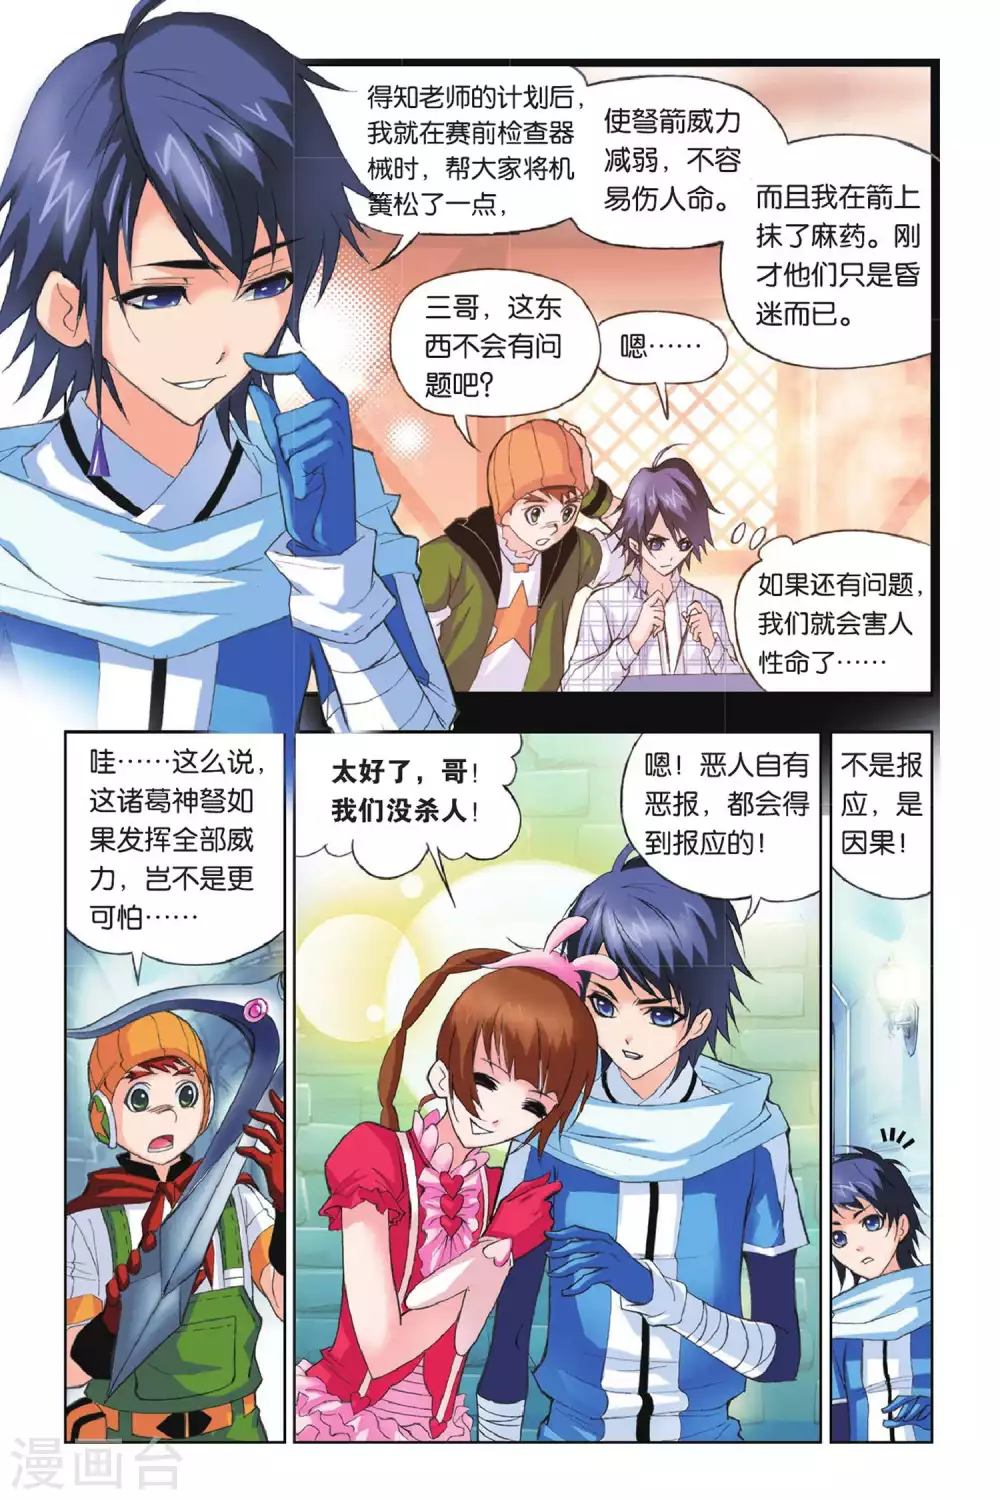 得知老师的计划后，
我就在赛前检查器
械时，帮大家将机
簧松了一点，
使弩箭威力
减弱，不容
易伤人命。
而且我在箭上
抹了麻药。刚
才他们只是昏
迷而已。
三哥，这东
西不会有问
题吧？
嗯……
如果还有问题，
我们就会害人
性命了……
哇……这么说，
这诸葛神弩如
果发挥全部威
力，岂不是更
可怕……
太好了，哥！
我们没杀人！
嗯！恶人自有
恶报，都会得
到报应的！
不是报
应，是
因果！
漫画台